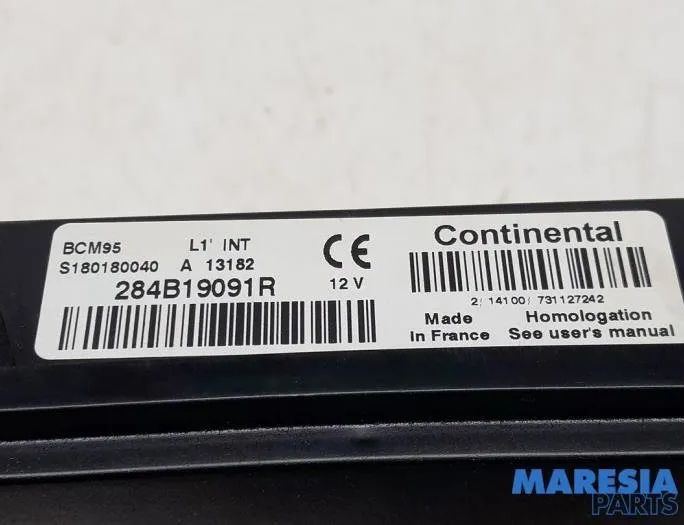 BCM95 L1' INT
S180180040 A 13182
284B19091R 12 V
CE
Continental
2/ 14100/ 731127242
Made Homologation
In France See user's manual
MARESIA
PARTS